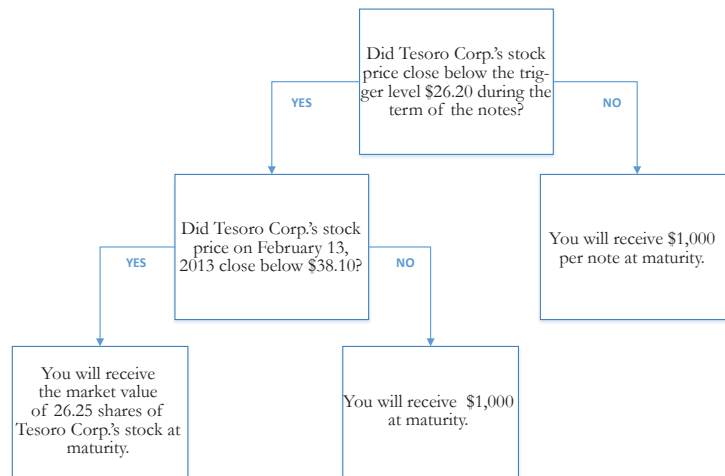 Did Tesoro Corp.'s stock
price close below the trig-
ger level $26.20 during the
term of the notes?
YES
NO
Did Tesoro Corp.'s stock
price on February 13,
2013 close below $38.10?
You will receive $1,000
per note at maturity.
YES
NO
You will receive
the market value
of 26.25 shares of
Tesoro Corp.'s stock at
maturity.
You will receive $1,000
at maturity.